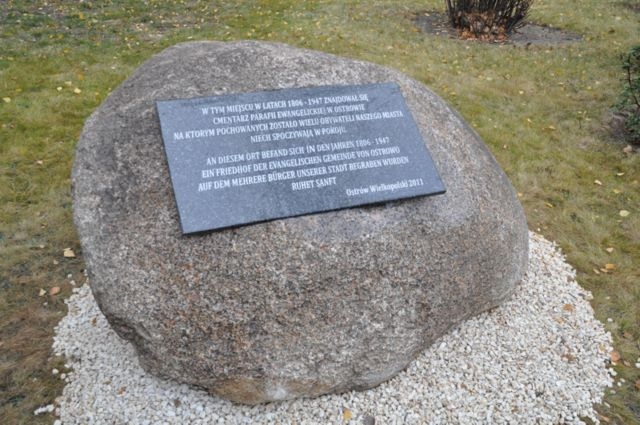 W TYM MIEJSCU W LATACH 1806 - 1947 ZNAJDOWAŁ SIĘ
CMENTARZ PARAFII EWANGELICKIEJ W OSTROWIE
NA KTÓRYM POCHOWANYCH ZOSTAŁO WIELU OBYWATELI NASZEGO MIASTA
NIECH SPOCZYWAJĄ W POKOJU.
AN DIESEM ORT BEFAND SICH IN DEN JAHREN 1806 - 1947
EIN FRIEDHOF DER EVANGELISCHEN GEMEINDE VON OSTROWO
AUF DEM MEHRERE BÜRGER UNSERER STADT BEGRABEN WURDEN
RUHET SANFT
Ostrów Wielkopolski 2011